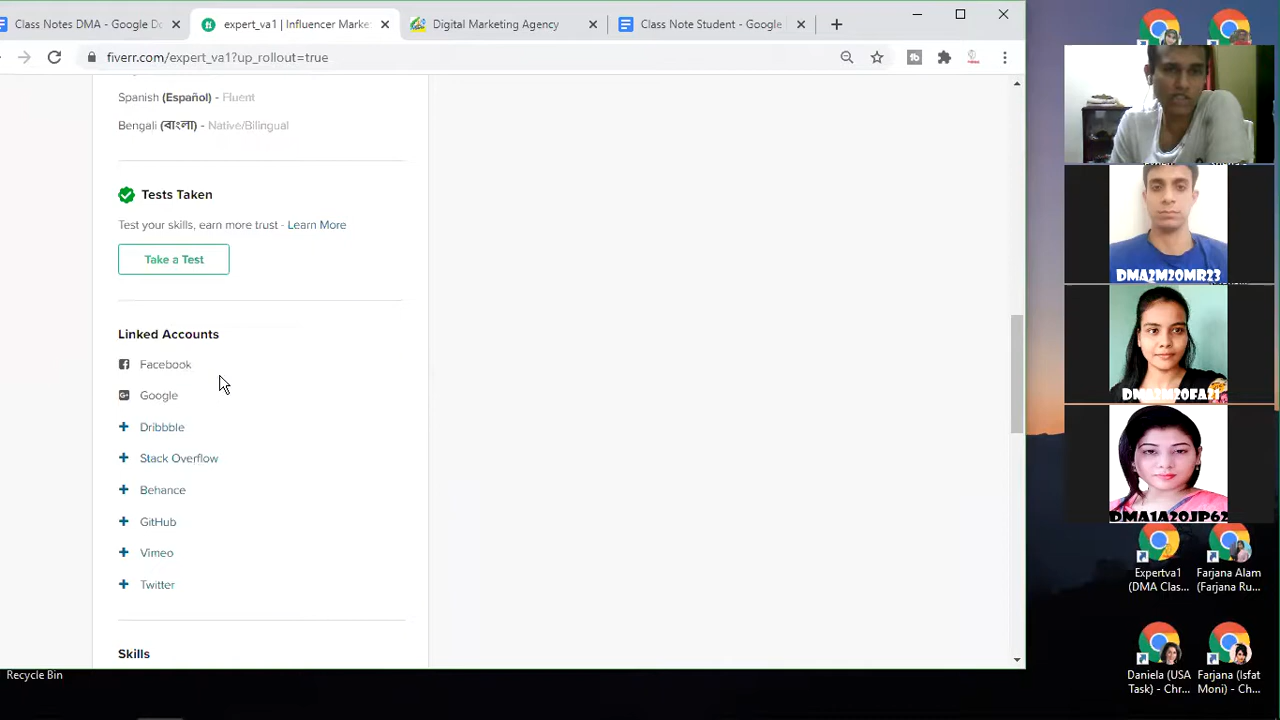 Class Notes DMA - Google Do
expert_va1 | Influencer Marke
Digital Marketing Agency
Class Note Student - Google
fiverr.com/expert_va1?up_rollout=true
Spanish (Español) - Fluent
Bengali (বাংলা) - Native/Bilingual
Tests Taken
Test your skills, earn more trust - Learn More
Take a Test
Linked Accounts
Facebook
Google
Dribbble
Stack Overflow
Behance
GitHub
Vimeo
Twitter
Skills
Recycle Bin
DMA2M20MR23
DMA2M20FA21
DMA1A20JP62
Expertva1
(DMA Clas...
Farjana Alam
(Farjana Ru...
Daniela (USA
Task) - Chr...
Farjana (Isfat
Moni) - Ch...